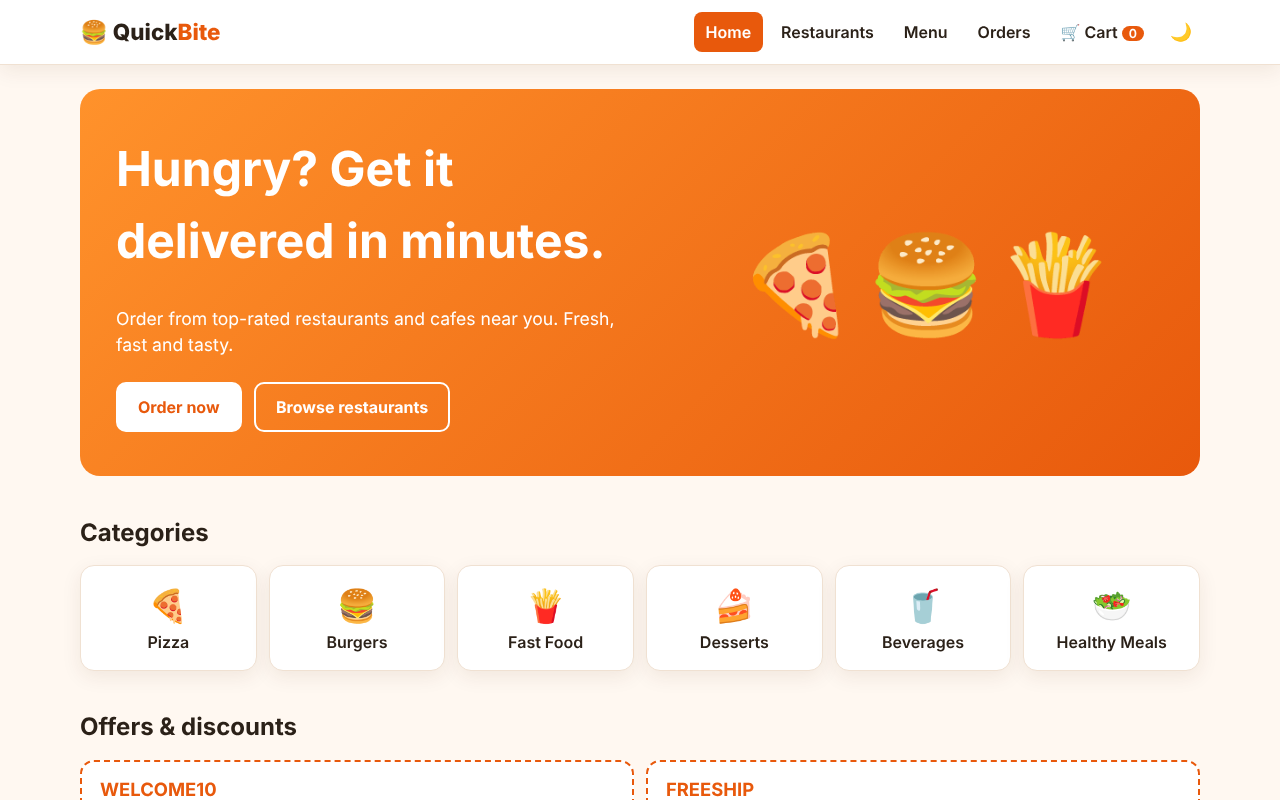 QuickBite
Home
Restaurants
Menu
Orders
Cart 0
Hungry? Get it
delivered in minutes.
Order from top-rated restaurants and cafes near you. Fresh,
fast and tasty.
Order now
Browse restaurants
Categories
Pizza
Burgers
Fast Food
Desserts
Beverages
Healthy Meals
Offers & discounts
WELCOME10
FREESHIP